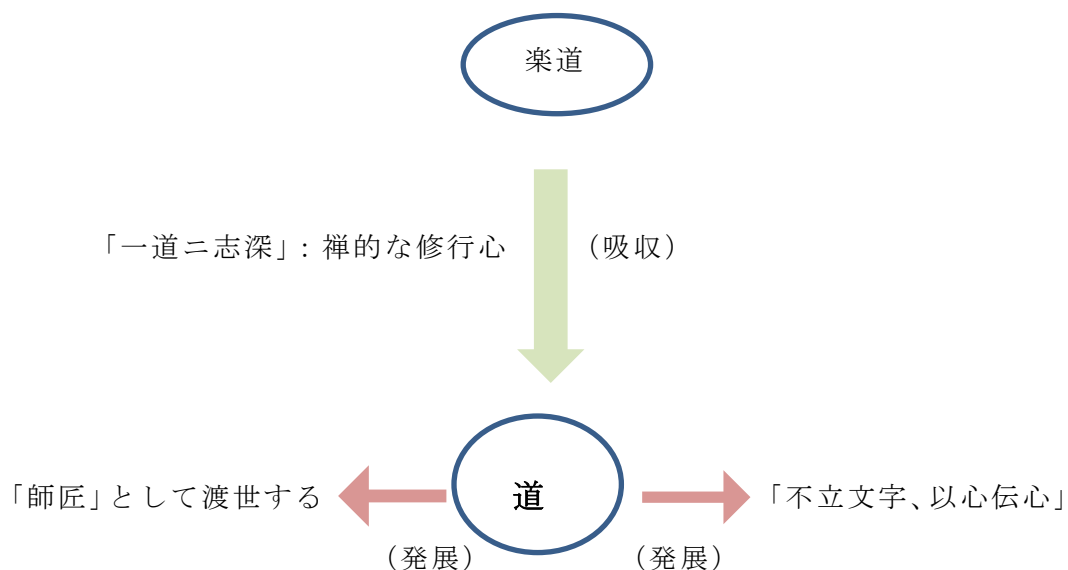 楽道
「一道ニ志深」: 禅的な修行心
（吸収）
「師匠」として渡世する
道
「不立文字、以心伝心」
（発展）
（発展）